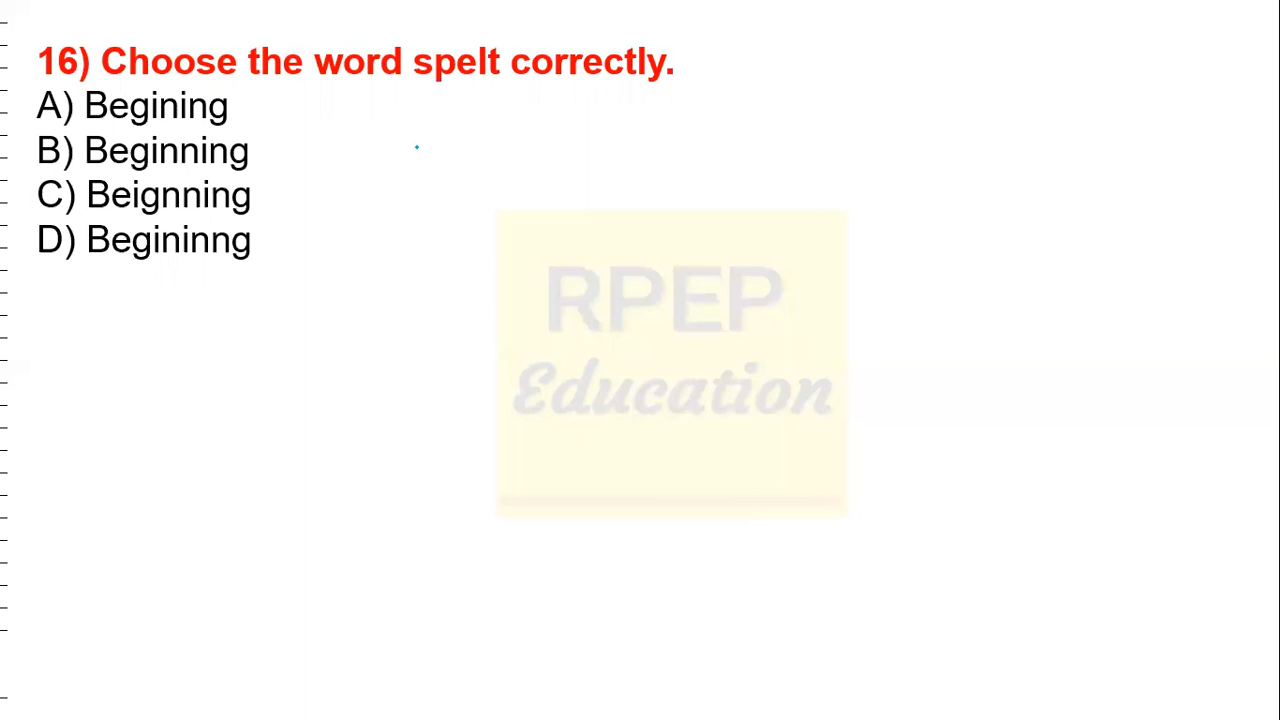 16) Choose the word spelt correctly.
A) Begining
B) Beginning
C) Beignning
D) Begininng
RPEP
Education